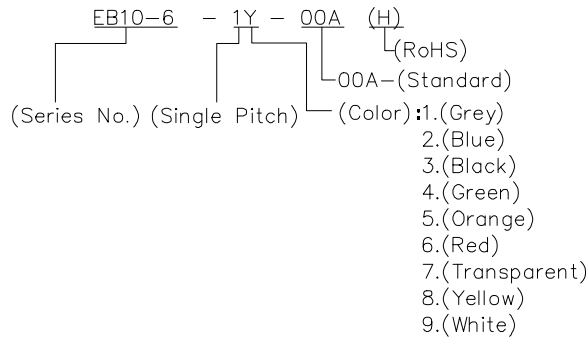 EB10-6 - 1Y - 00A (H)
(RoHS)
00A-(Standard)
(Series No.) (Single Pitch) (Color):1.(Grey)
2.(Blue)
3.(Black)
4.(Green)
5.(Orange)
6.(Red)
7.(Transparent)
8.(Yellow)
9.(White)